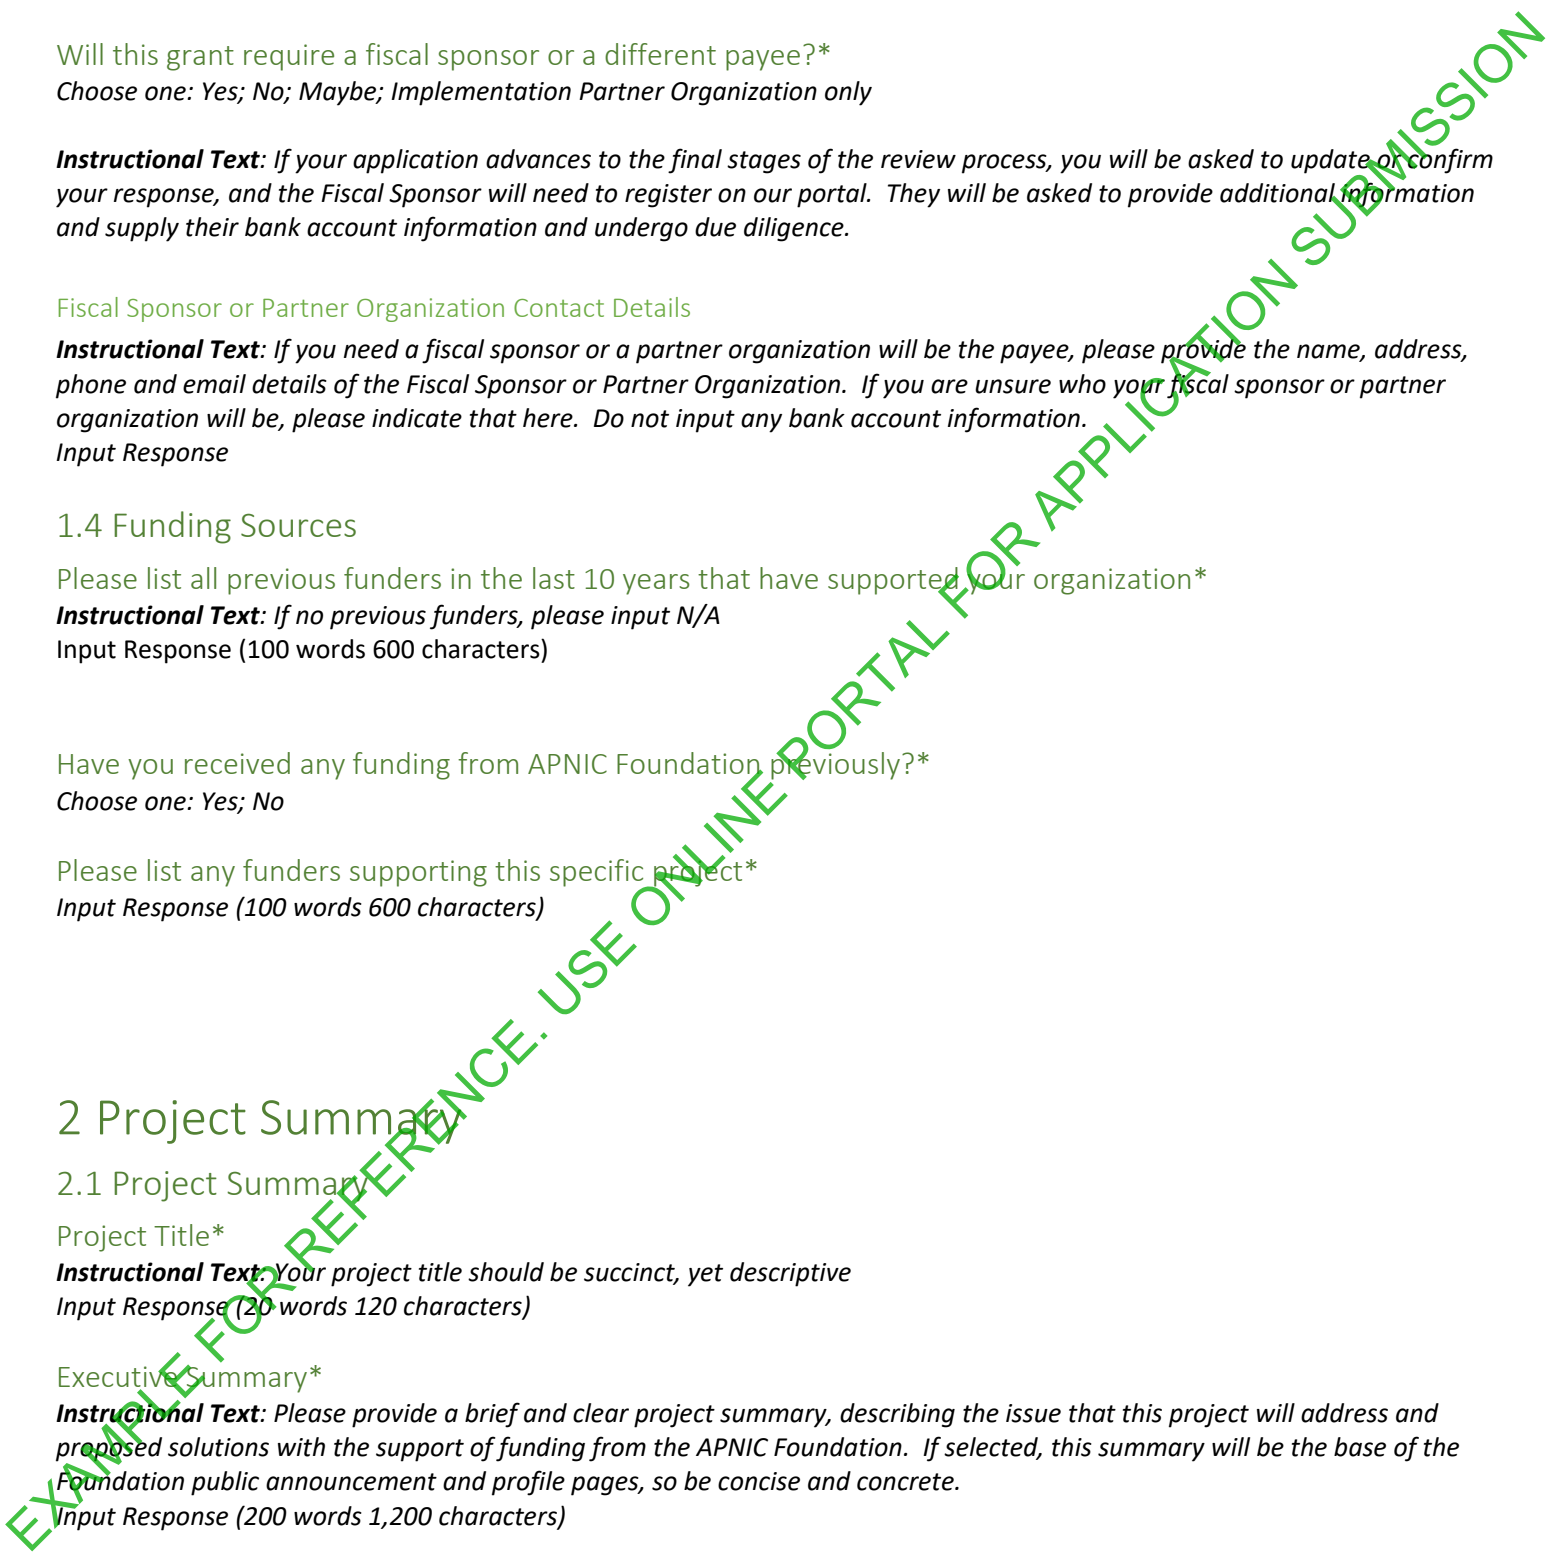 Will this grant require a fiscal sponsor or a different payee?*
Choose one: Yes; No; Maybe; Implementation Partner Organization only
Instructional Text: If your application advances to the final stages of the review process, you will be asked to update or confirm
your response, and the Fiscal Sponsor will need to register on our portal.  They will be asked to provide additional information
and supply their bank account information and undergo due diligence.
Fiscal Sponsor or Partner Organization Contact Details
Instructional Text: If you need a fiscal sponsor or a partner organization will be the payee, please provide the name, address,
phone and email details of the Fiscal Sponsor or Partner Organization.  If you are unsure who your fiscal sponsor or partner
organization will be, please indicate that here.  Do not input any bank account information.
Input Response
1.4 Funding Sources
Please list all previous funders in the last 10 years that have supported your organization*
Instructional Text: If no previous funders, please input N/A
Input Response (100 words 600 characters)
Have you received any funding from APNIC Foundation previously?*
Choose one: Yes; No
Please list any funders supporting this specific project*
Input Response (100 words 600 characters)
2 Project Summary
2.1 Project Summary
Project Title*
Instructional Text: Your project title should be succinct, yet descriptive
Input Response (20 words 120 characters)
Executive Summary*
Instructional Text: Please provide a brief and clear project summary, describing the issue that this project will address and
proposed solutions with the support of funding from the APNIC Foundation.  If selected, this summary will be the base of the
Foundation public announcement and profile pages, so be concise and concrete.
Input Response (200 words 1,200 characters)
EXAMPLE FOR REFERENCE. USE ONLINE PORTAL FOR APPLICATION SUBMISSION